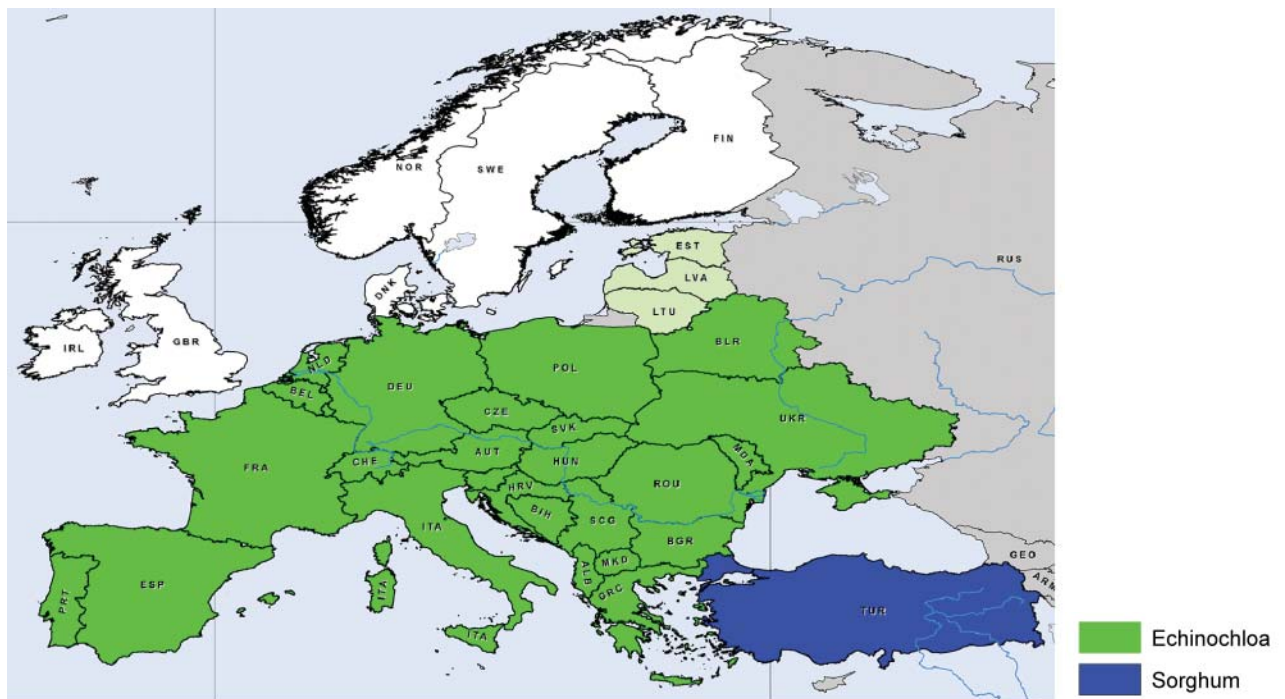 FIN
NOR
SWE
EST
RUS
LVA
DNK
LTU
IRL
GBR
BLR
NLD
POL
DEU
BEL
CZE
UKR
SVK
AUT
MDA
CHE
HUN
FRA
ROU
HRV
BIH
SCG
ITA
BGR
GEO
MKD
ALB
ARM
ESP
GRC
ITA
PRT
TUR
ITA
Echinochloa
Sorghum